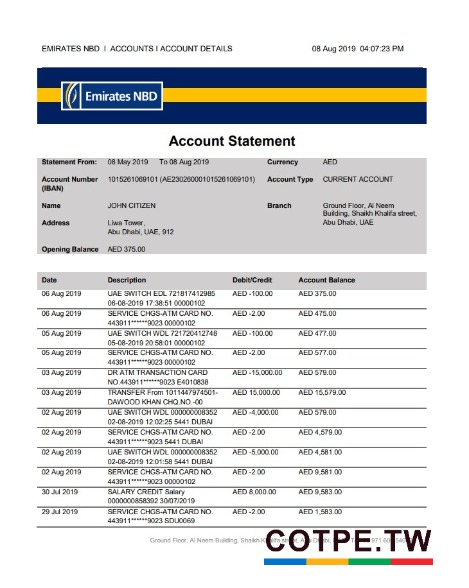 EMIRATES NBD I ACCOUNTS I ACCOUNT DETAILS 08 Aug 2019 04:07:23 PM
Emirates NBD
Account Statement
Statement From: 08 May 2019 To 08 Aug 2019 Currency AED
Account Number 1015261069101 (AE230260001015261069101) Account Type CURRENT ACCOUNT
(IBAN)
Name JOHN CITIZEN Branch Ground Floor, Al Neem
Building, Shaikh Khalifa street,
Address Liwa Tower, Abu Dhabi, UAE
Abu Dhabi, UAE, 912
Opening Balance AED 375.00
Date Description Debit/Credit Account Balance
06 Aug 2019 UAE SWITCH EDL 721817412985 AED -100.00 AED 375.00
06-08-2019 17:38:51 00000102
06 Aug 2019 SERVICE CHGS-ATM CARD NO. AED -2.00 AED 475.00
443911******9023 00000102
05 Aug 2019 UAE SWITCH WDL 721720412748 AED -100.00 AED 477.00
05-08-2019 20:58:01 00000102
05 Aug 2019 SERVICE CHGS-ATM CARD NO. AED -2.00 AED 577.00
443911******9023 00000102
03 Aug 2019 DR ATM TRANSACTION CARD AED -15,000.00 AED 579.00
NO.443911******9023 E4010838
03 Aug 2019 TRANSFER From 1011447974501- AED 15,000.00 AED 15,579.00
DAWOOD KHAN CHQ.NO.-00
02 Aug 2019 UAE SWITCH WDL 000000008352 AED -4,000.00 AED 579.00
02-08-2019 12:02:25 5441 DUBAI
02 Aug 2019 SERVICE CHGS-ATM CARD NO. AED -2.00 AED 4,579.00
443911******9023 5441 DUBAI
02 Aug 2019 UAE SWITCH WDL 000000008352 AED -5,000.00 AED 4,581.00
02-08-2019 12:01:58 5441 DUBAI
02 Aug 2019 SERVICE CHGS-ATM CARD NO. AED -2.00 AED 9,581.00
443911******9023 00000102
30 Jul 2019 SALARY CREDIT Salary AED 8,000.00 AED 9,583.00
0000000858392 30/07/2019
29 Jul 2019 SERVICE CHGS-ATM CARD NO. AED -2.00 AED 1,583.00
443911******9023 SDU0069
Ground Floor, Al Neem Building, Sheikh
COTPE.TW